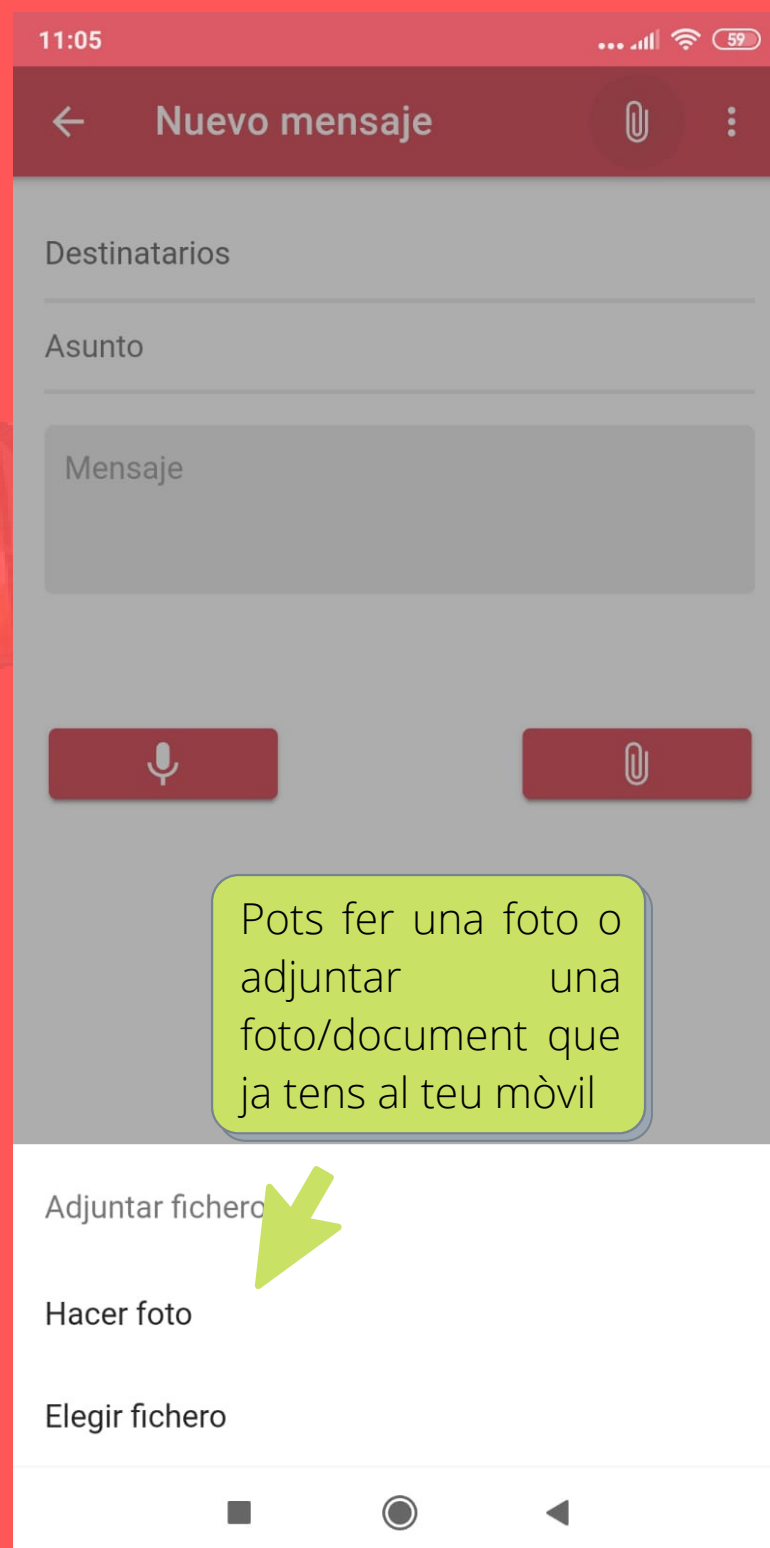 11:05
59
Nuevo mensaje
Destinatarios
Asunto
Mensaje
Pots fer una foto o
adjuntar una
foto/document que
ja tens al teu mòvil
Adjuntar fichero
Hacer foto
Elegir fichero